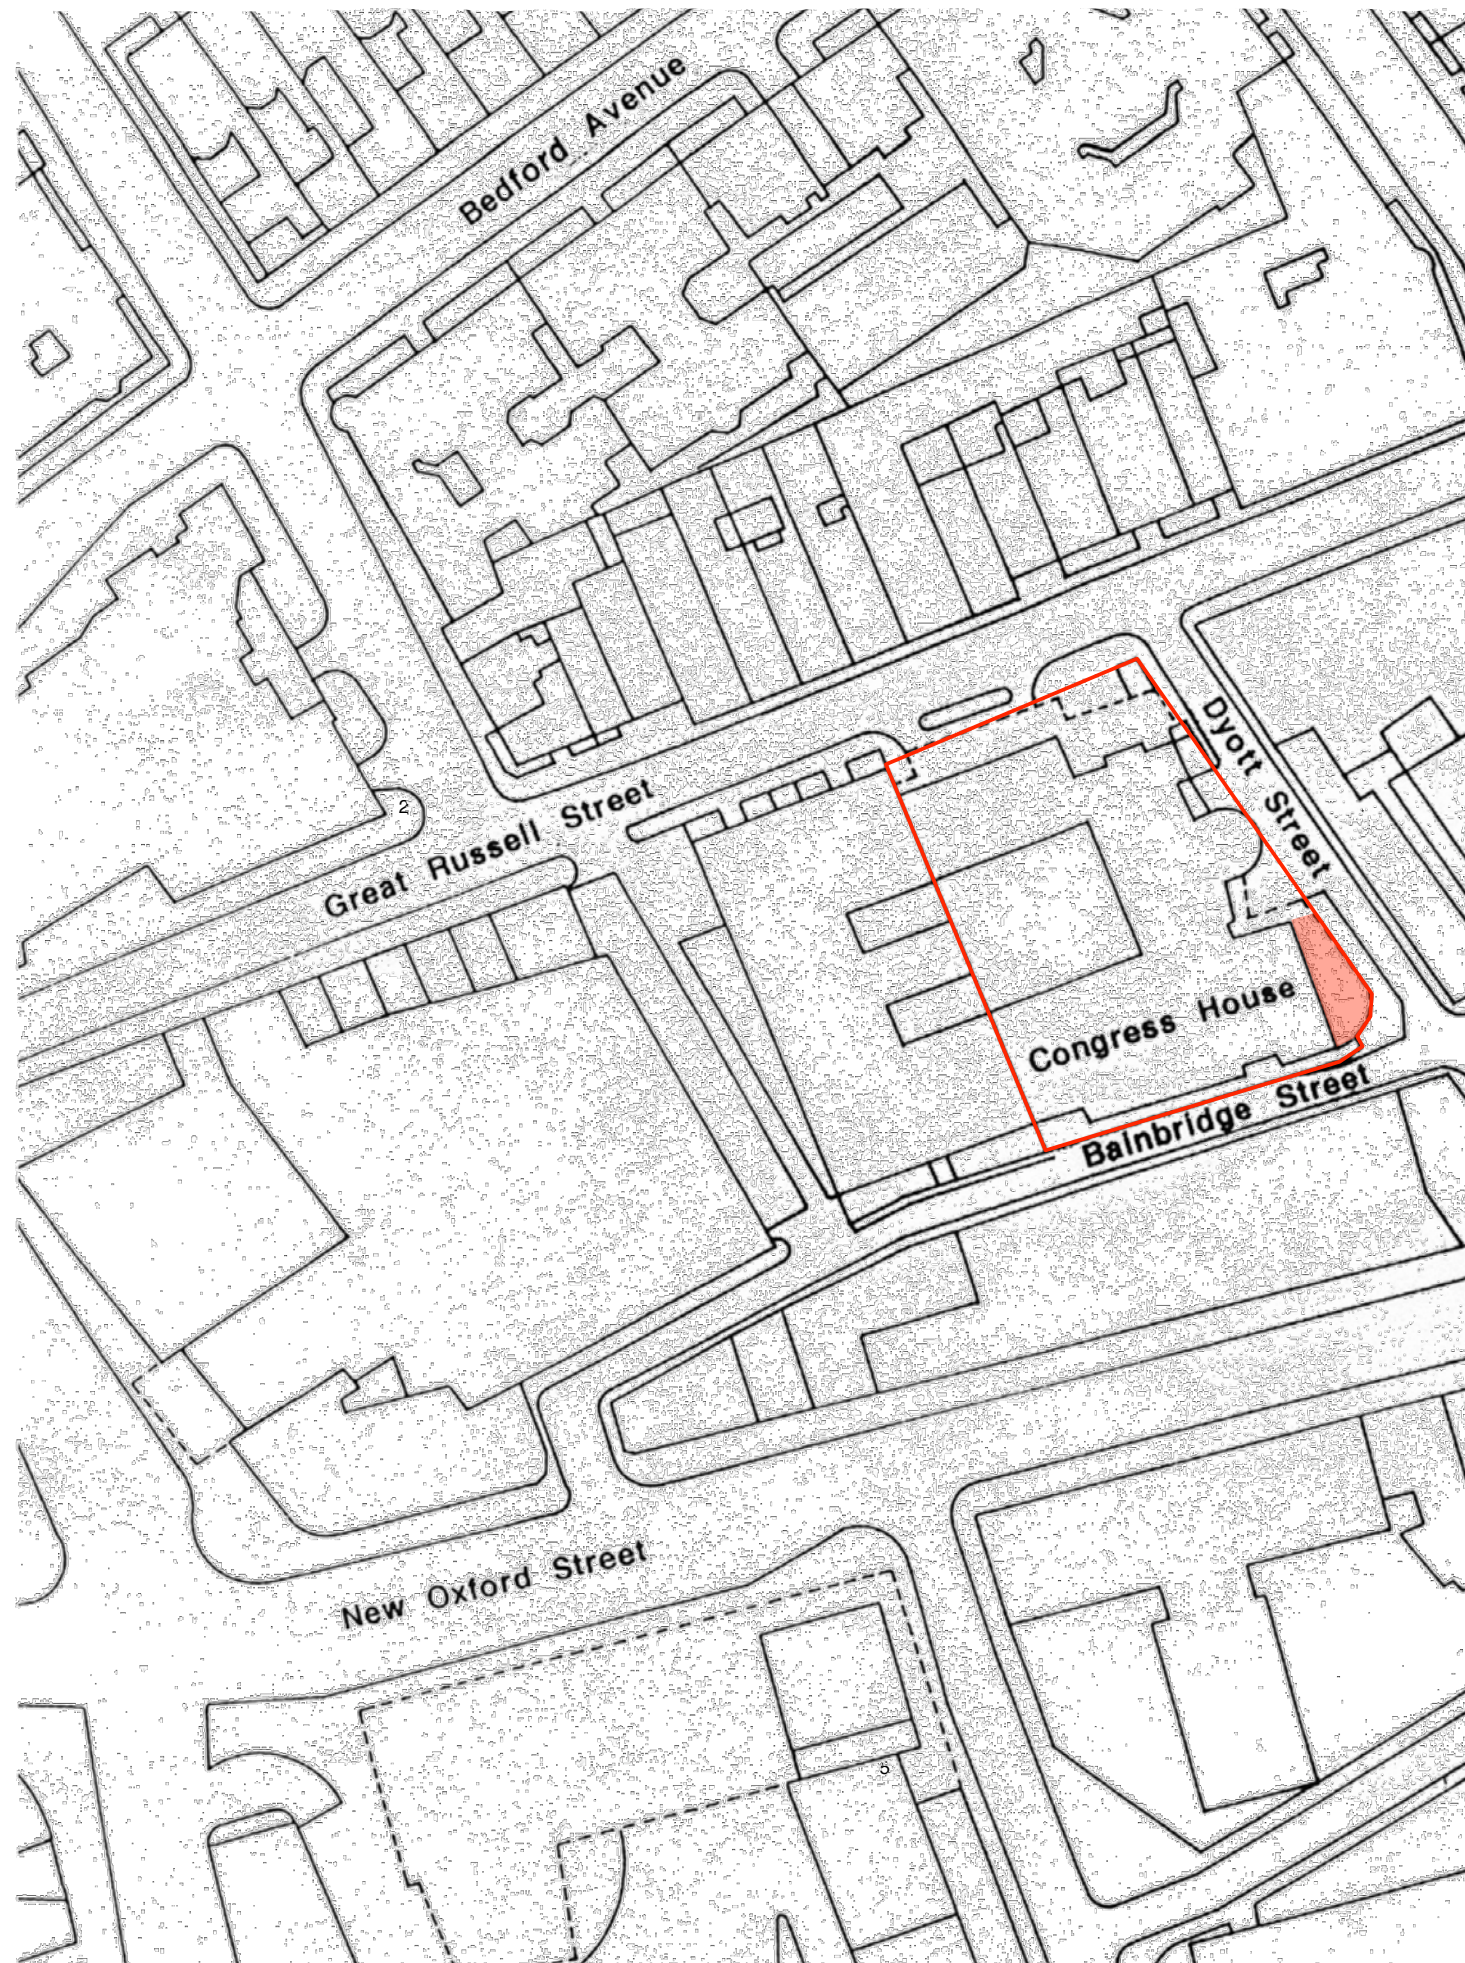 Bedford Avenue
Dyott Street
2
Great Russell Street
Congress House
Bainbridge Street
New Oxford Street
5